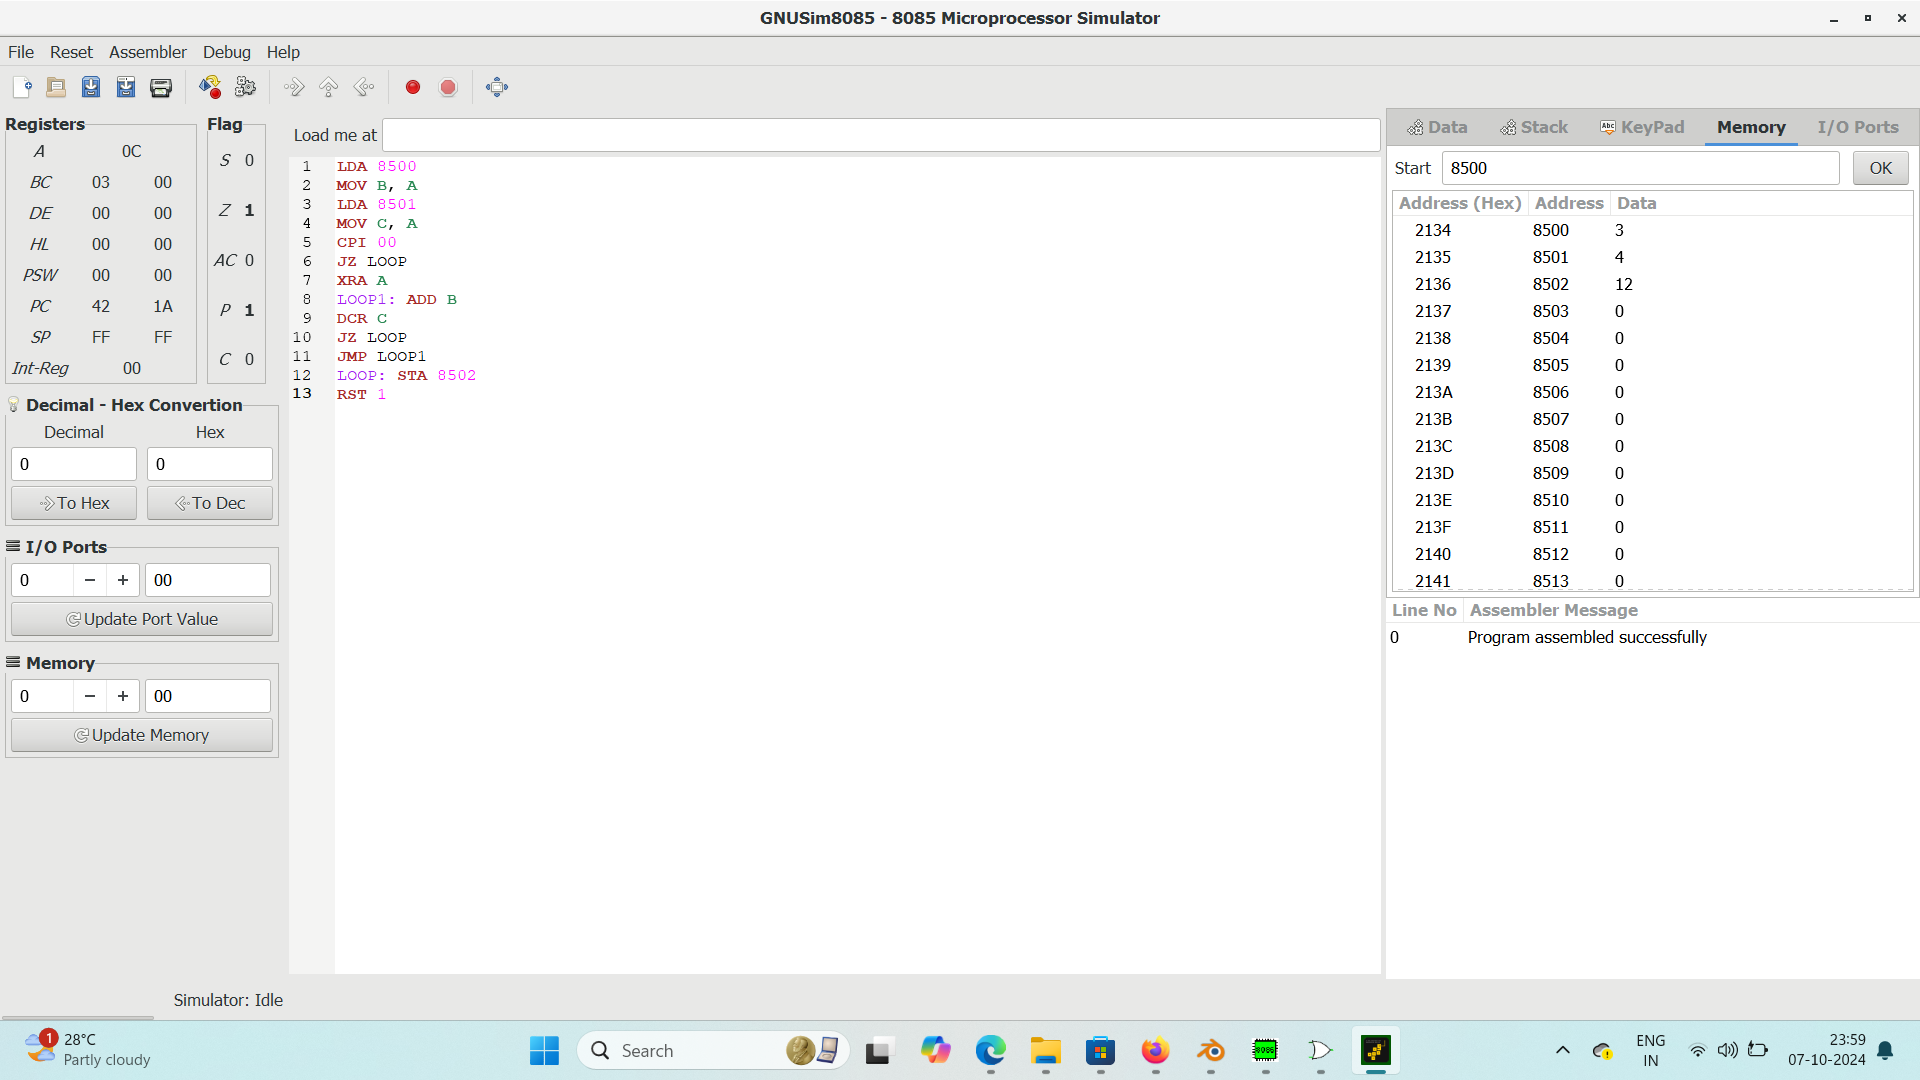 GNUSim8085 - 8085 Microprocessor Simulator
File Reset Assembler Debug Help
Registers
A 0C
BC 03 00
DE 00 00
HL 00 00
PSW 00 00
PC 42 1A
SP FF FF
Int-Reg 00
Flag
S 0
Z 1
AC 0
P 1
C 0
Decimal - Hex Convertion
Decimal Hex
0 0
To Hex To Dec
I/O Ports
0 − + 00
Update Port Value
Memory
0 − + 00
Update Memory
Load me at
1 LDA 8500
2 MOV B, A
3 LDA 8501
4 MOV C, A
5 CPI 00
6 JZ LOOP
7 XRA A
8 LOOP1: ADD B
9 DCR C
10 JZ LOOP
11 JMP LOOP1
12 LOOP: STA 8502
13 RST 1
Data Stack Abc KeyPad Memory I/O Ports
Start 8500 OK
Address (Hex) Address Data
2134 8500 3
2135 8501 4
2136 8502 12
2137 8503 0
2138 8504 0
2139 8505 0
213A 8506 0
213B 8507 0
213C 8508 0
213D 8509 0
213E 8510 0
213F 8511 0
2140 8512 0
2141 8513 0
Line No Assembler Message
0 Program assembled successfully
Simulator: Idle
1
28°C
Partly cloudy
Search
8086
ENG
IN
23:59
07-10-2024